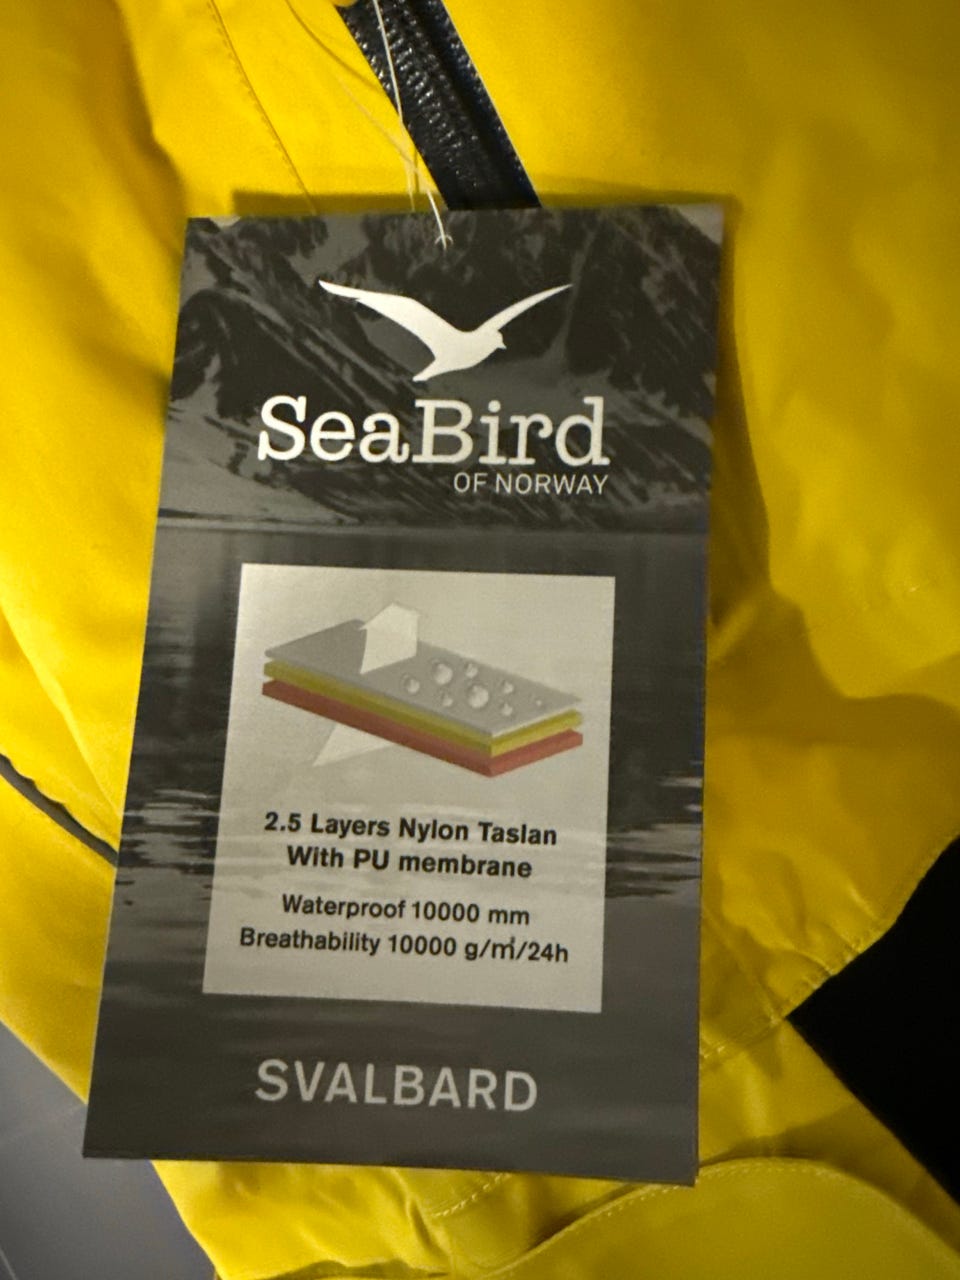 SeaBird
OF NORWAY
2.5 Layers Nylon Taslan
With PU membrane
Waterproof 10000 mm
Breathability 10000 g/㎡/24h
SVALBARD